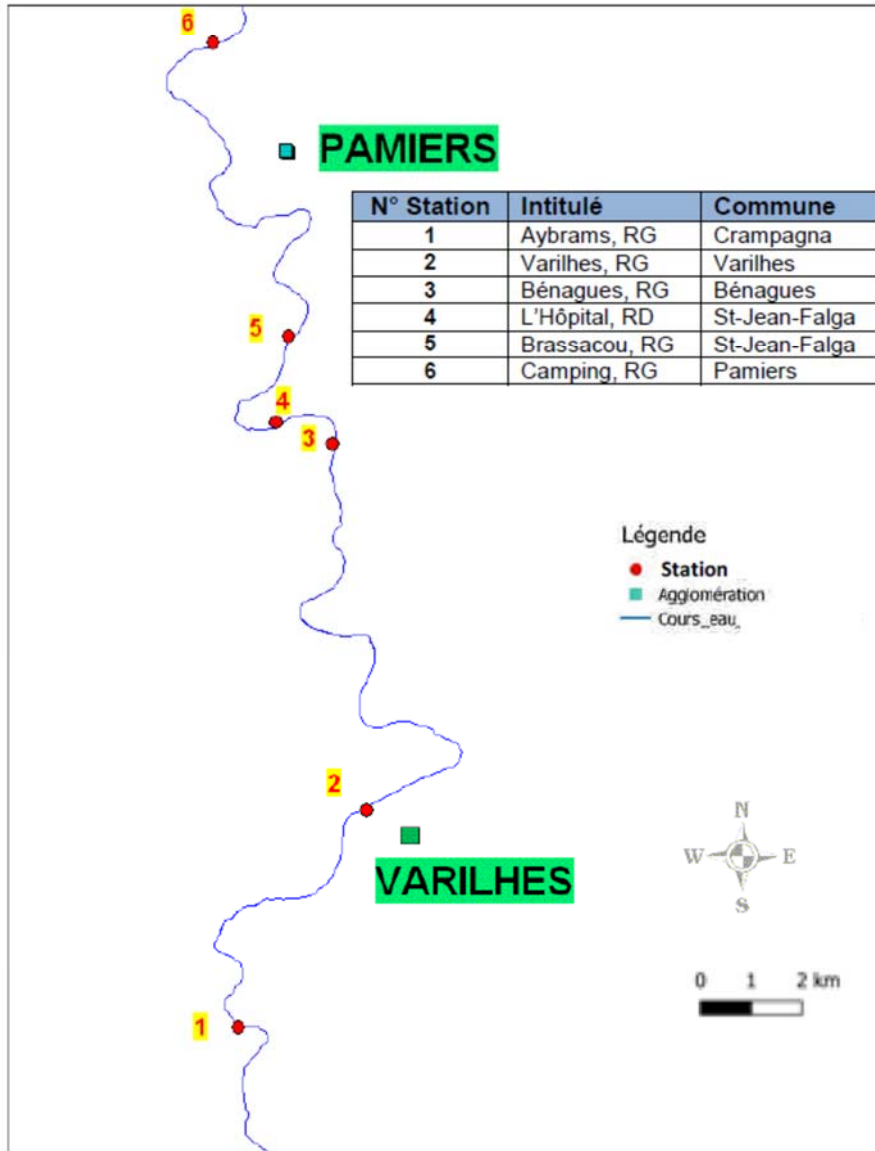 6
PAMIERS
N° Station Intitulé Commune
1 Aybrams, RG Crampagna
2 Varilhes, RG Varilhes
3 Bénagues, RG Bénagues
4 L'Hôpital, RD St-Jean-Falga
5 Brassacou, RG St-Jean-Falga
6 Camping, RG Pamiers
5
4
3
Légende
Station
Agglomération
Cours_eau_
2
VARILHES
N
W E
S
0 1 2 km
1